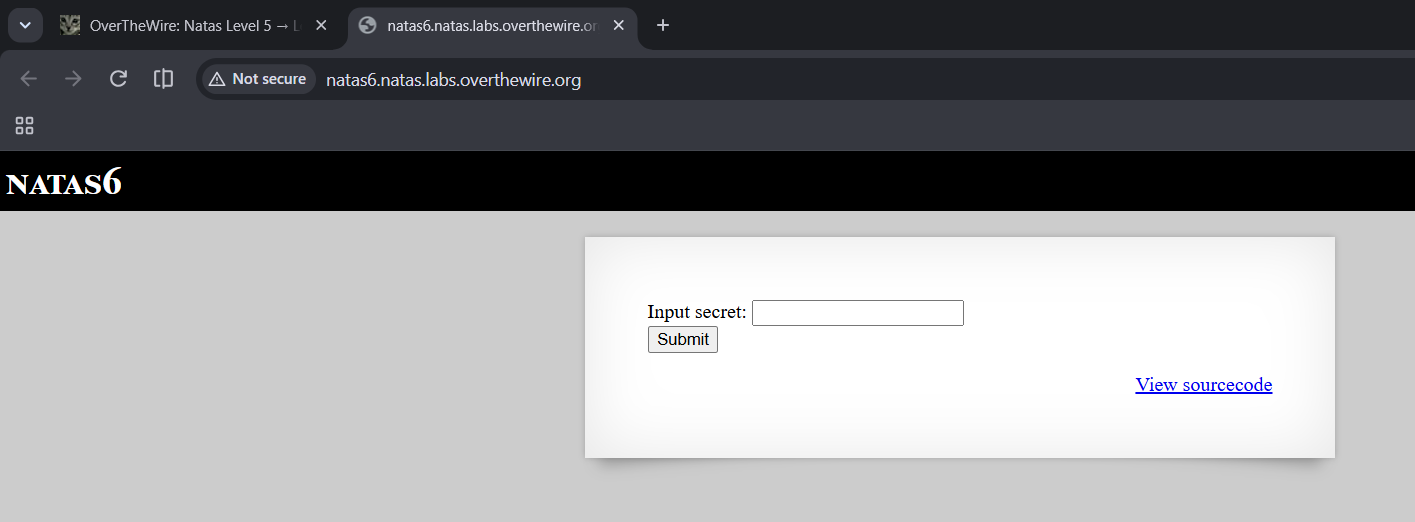 OverTheWire: Natas Level 5 → L
natas6.natas.labs.overthewire.or
Not secure
natas6.natas.labs.overthewire.org
NATAS6
Input secret:
Submit
View sourcecode